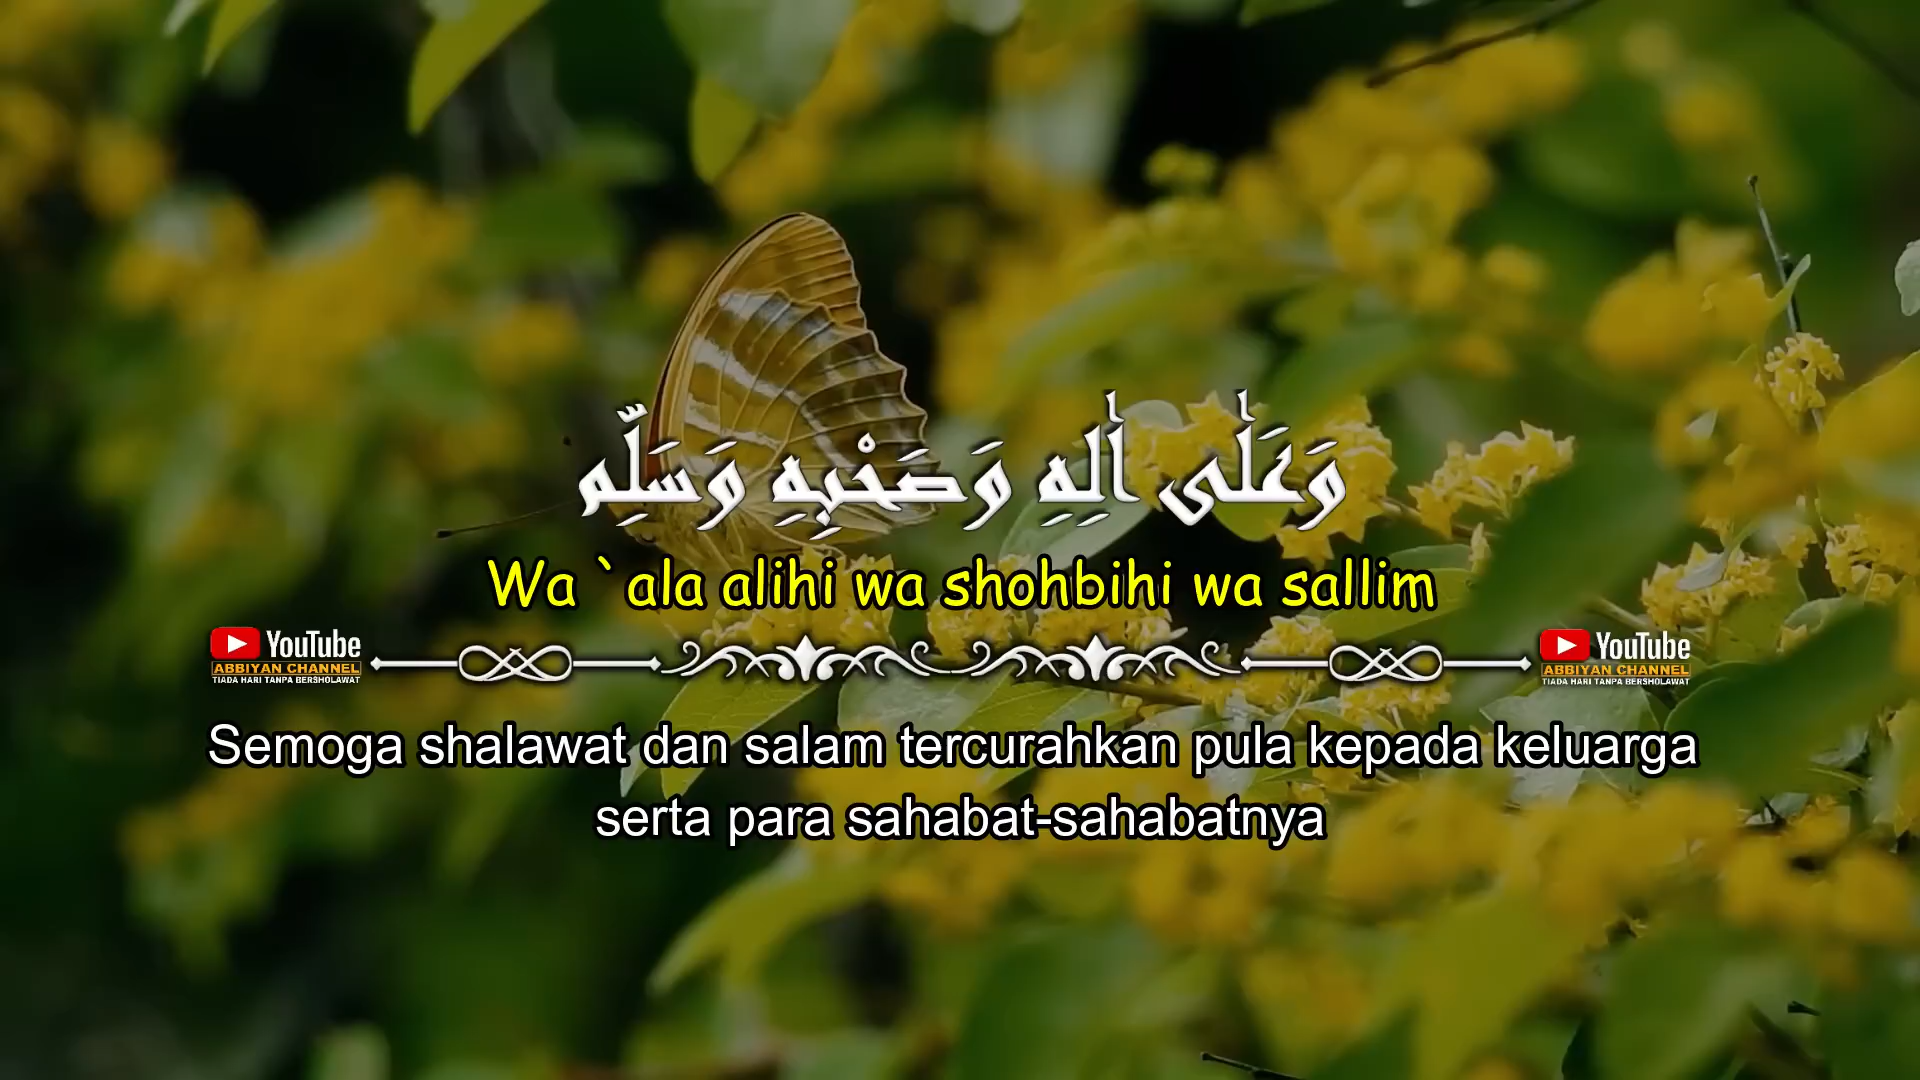 وَعَلٰى اٰلِهِ وَصَحْبِهِ وَسَلِّم
Wa `ala alihi wa shohbihi wa sallim
YouTube
ABBIYAN CHANNEL
TIADA HARI TANPA BERSHOLAWAT
YouTube
ABBIYAN CHANNEL
TIADA HARI TANPA BERSHOLAWAT
Semoga shalawat dan salam tercurahkan pula kepada keluarga
serta para sahabat-sahabatnya